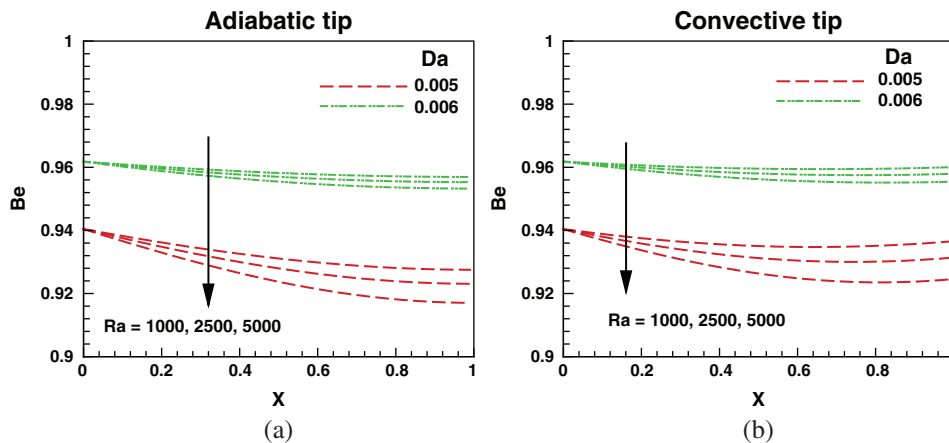 Adiabatic tip
1
0.98
0.96
0.94
0.92
0.9
Be
Da
0.005
0.006
Ra = 1000, 2500, 5000
0 0.2 0.4 0.6 0.8 1
X
(a)
Convective tip
1
0.98
0.96
0.94
0.92
0.9
Be
Da
0.005
0.006
Ra = 1000, 2500, 5000
0 0.2 0.4 0.6 0.8
X
(b)